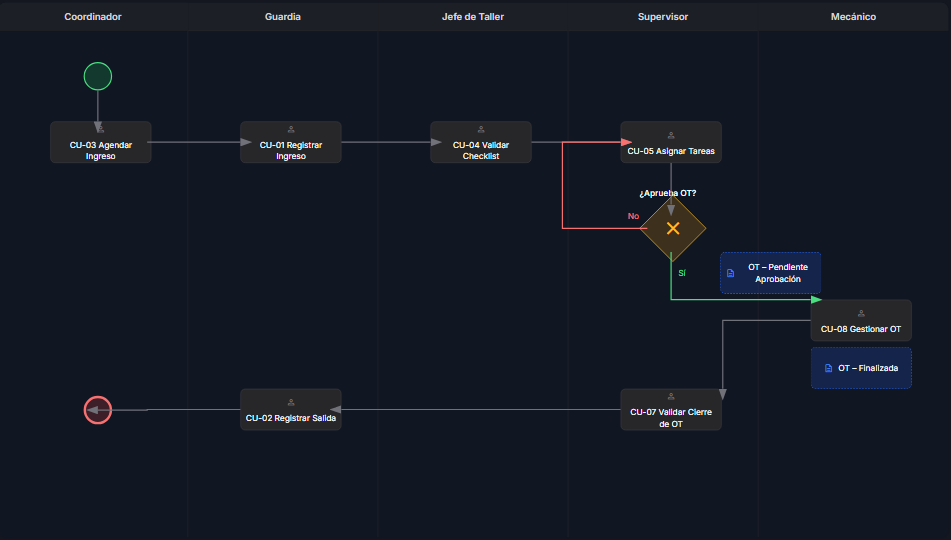 Coordinador
Guardia
Jefe de Taller
Supervisor
Mecánico
CU-03 Agendar
Ingreso
CU-01 Registrar
Ingreso
CU-04 Validar
Checklist
CU-05 Asignar Tareas
¿Aprueba OT?
No
Sí
OT – Pendiente
Aprobación
CU-08 Gestionar OT
OT – Finalizada
CU-02 Registrar Salida
CU-07 Validar Cierre
de OT